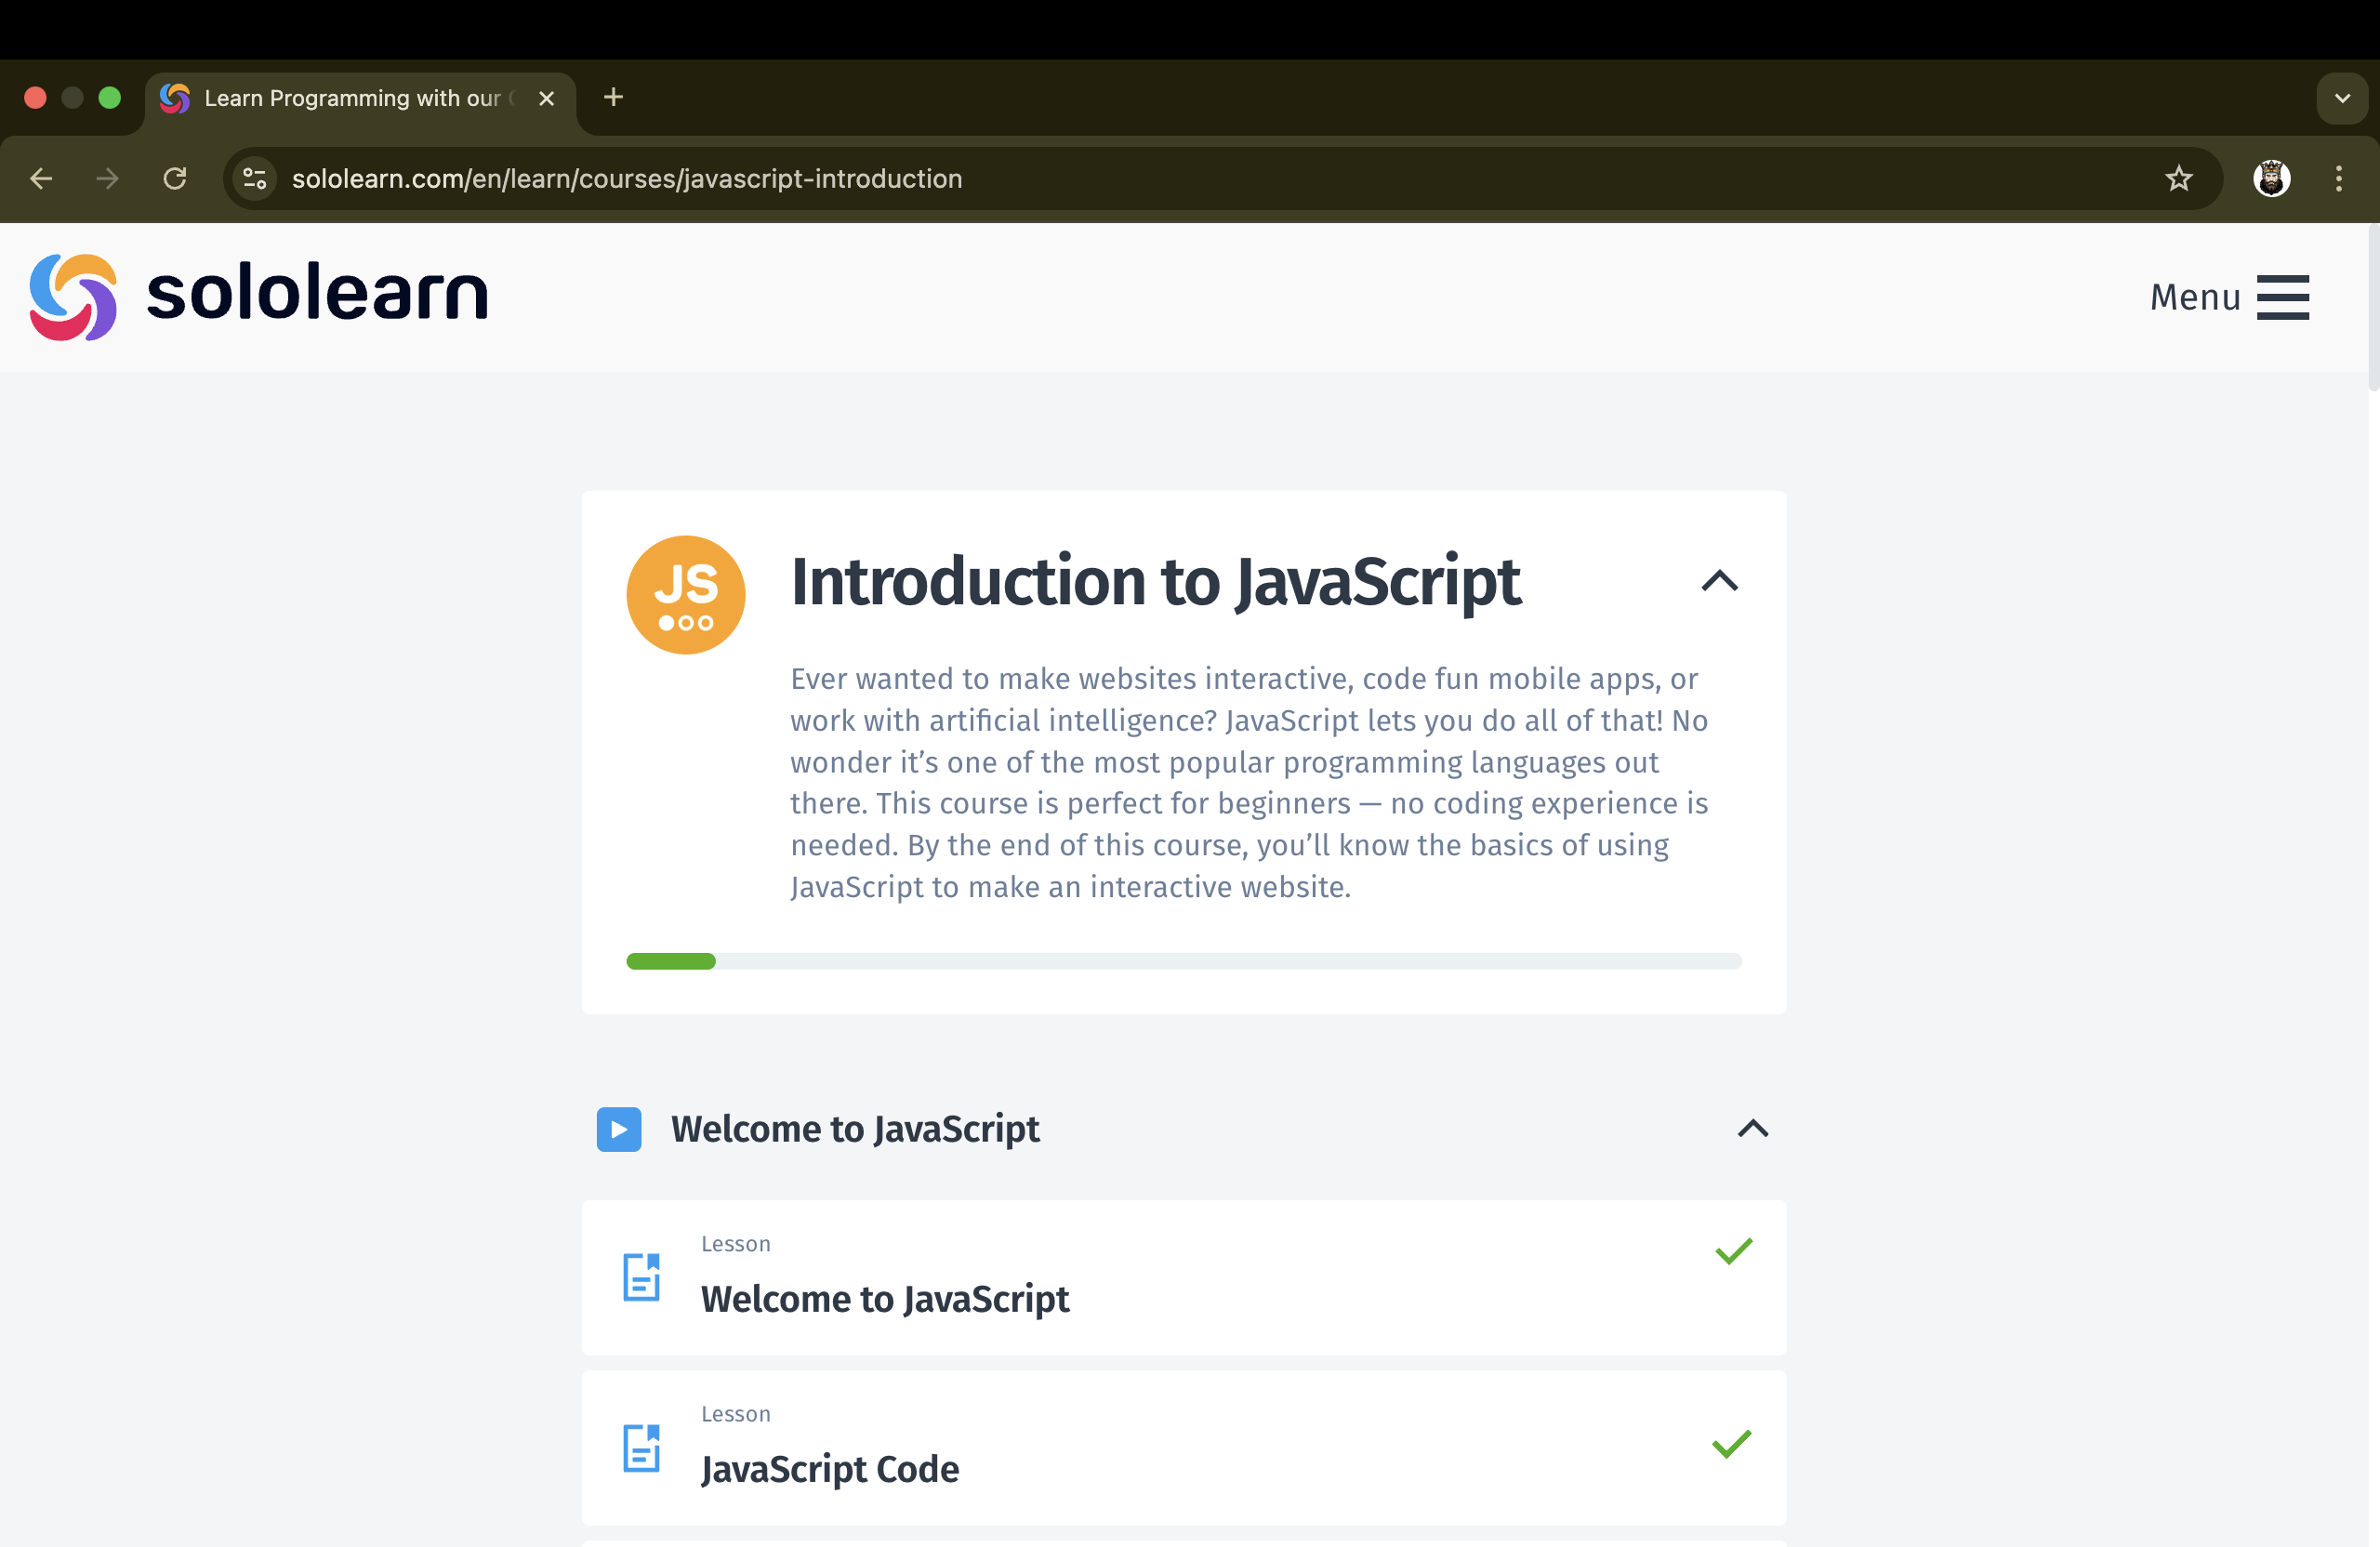 Learn Programming with our
sololearn.com/en/learn/courses/javascript-introduction
sololearn
Menu
JS
Introduction to JavaScript
Ever wanted to make websites interactive, code fun mobile apps, or
work with artificial intelligence? JavaScript lets you do all of that! No
wonder it’s one of the most popular programming languages out
there. This course is perfect for beginners — no coding experience is
needed. By the end of this course, you’ll know the basics of using
JavaScript to make an interactive website.
Welcome to JavaScript
Lesson
Welcome to JavaScript
Lesson
JavaScript Code